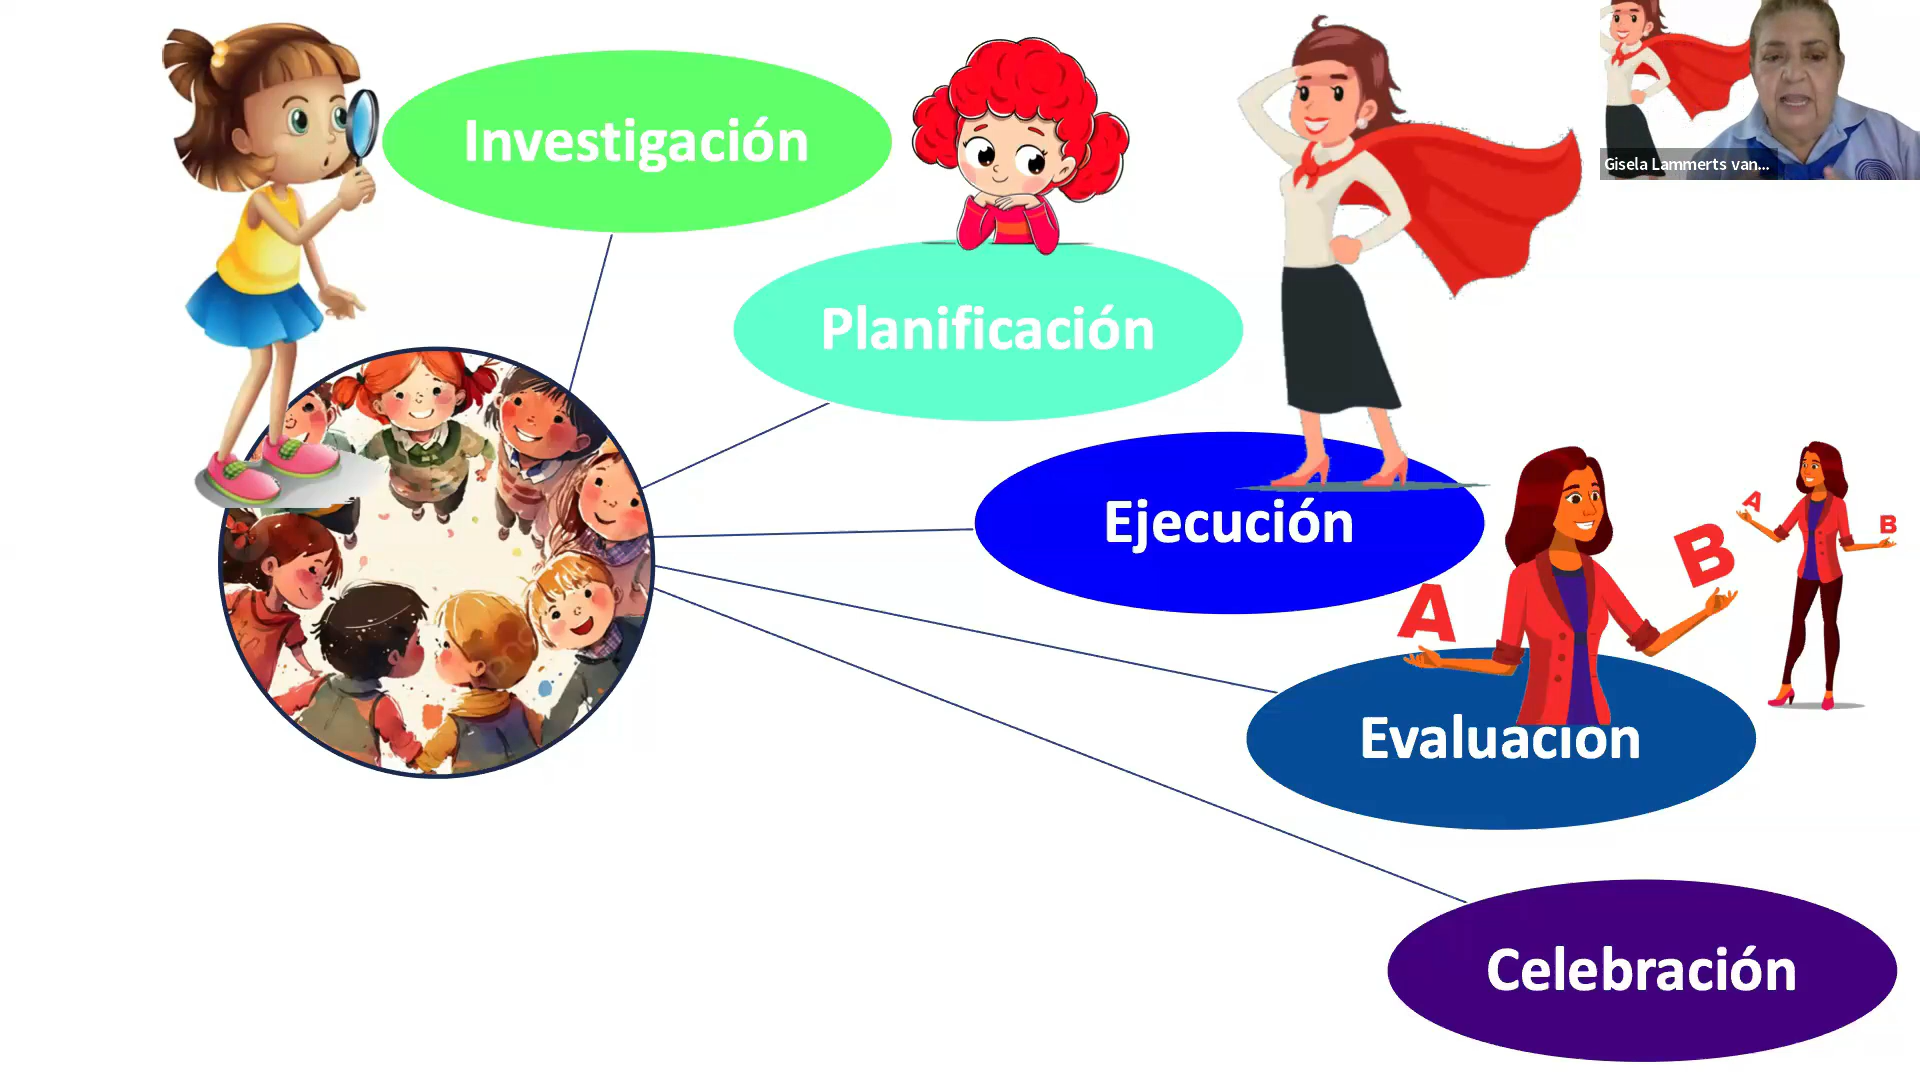 Investigación
Gisela Lammerts van...
Planificación
A
B
Ejecución
B
A
Evaluación
Celebración